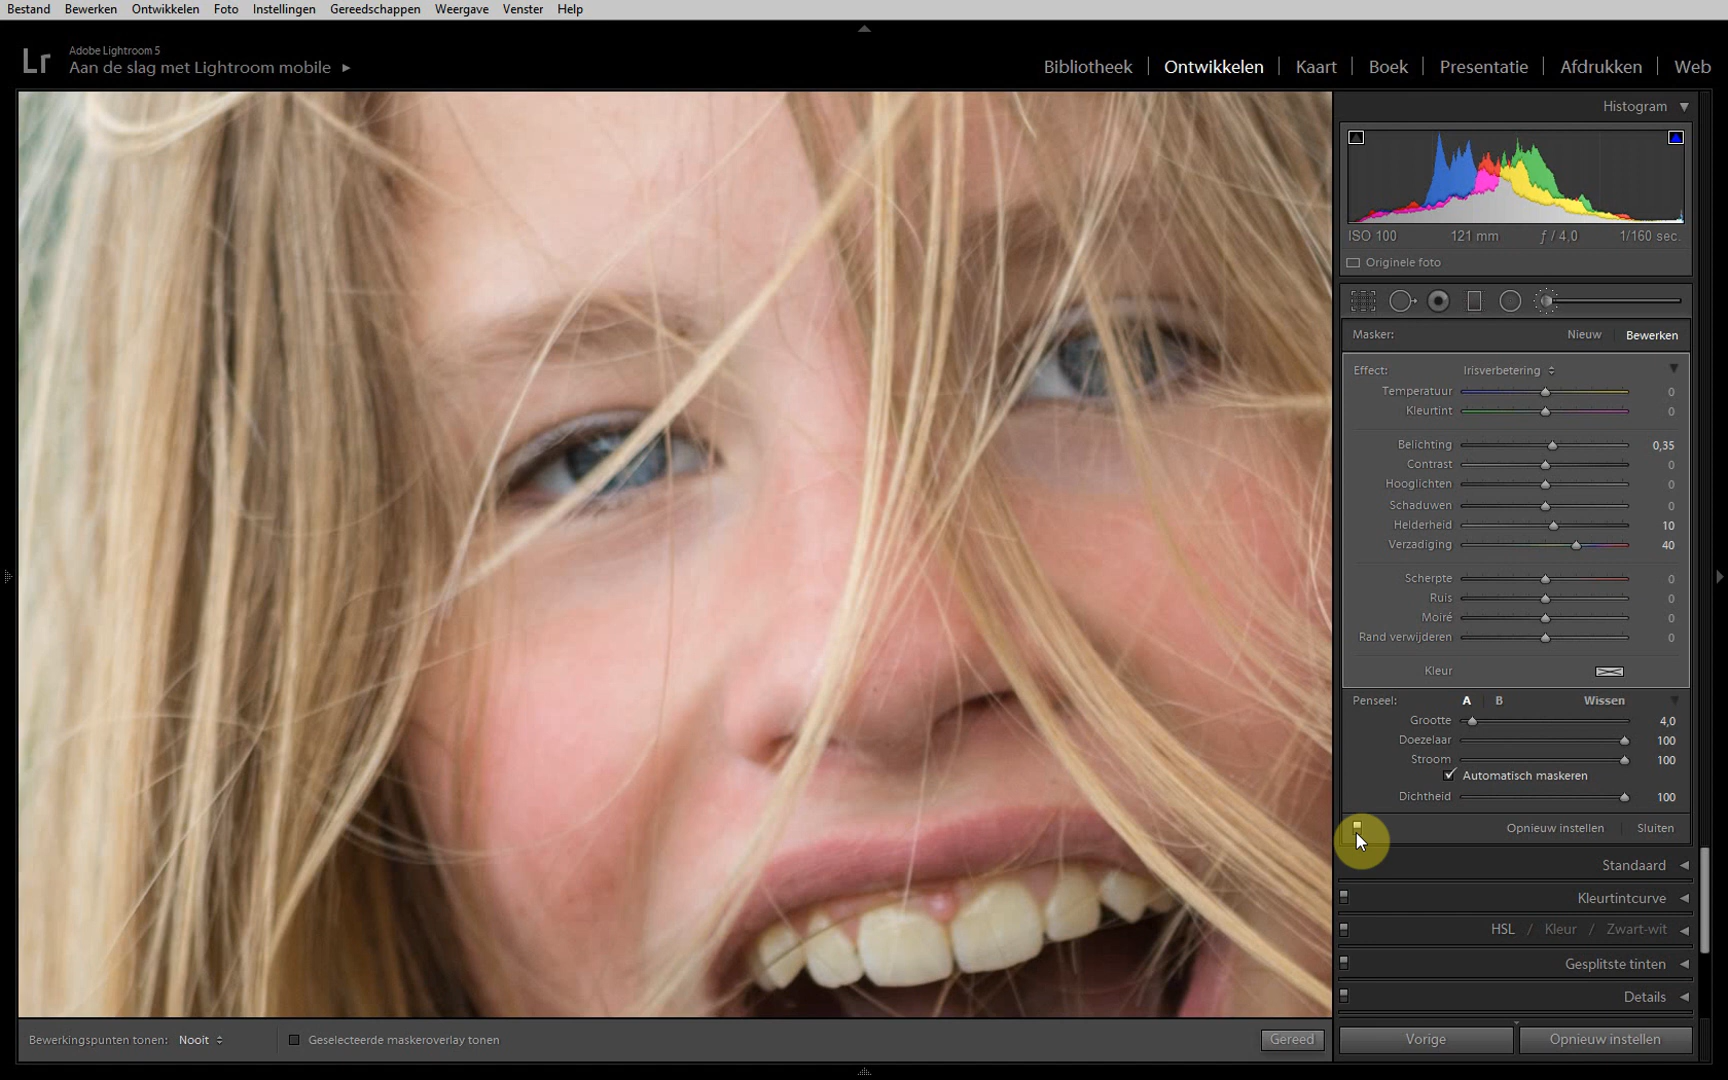 Bestand Bewerken Ontwikkelen Foto Instellingen Gereedschappen Weergave Venster Help
Lr
Adobe Lightroom 5
Aan de slag met Lightroom mobile
Bibliotheek | Ontwikkelen | Kaart | Boek | Presentatie | Afdrukken | Web
Histogram
ISO 100 121 mm ƒ / 4,0 1/160 sec.
Originele foto
Masker: Nieuw Bewerken
Effect: Irisverbetering
Temperatuur 0
Kleurtint 0
Belichting 0,35
Contrast 0
Hooglichten 0
Schaduwen 0
Helderheid 10
Verzadiging 40
Scherpte 0
Ruis 0
Moiré 0
Rand verwijderen 0
Kleur
Penseel: A | B Wissen
Grootte 4,0
Doezelaar 100
Stroom 100
Automatisch maskeren
Dichtheid 100
Opnieuw instellen | Sluiten
Standaard
Kleurtintcurve
HSL / Kleur / Zwart-wit
Gesplitste tinten
Details
Bewerkingspunten tonen: Nooit Geselecteerde maskeroverlay tonen Gereed
Vorige Opnieuw instellen